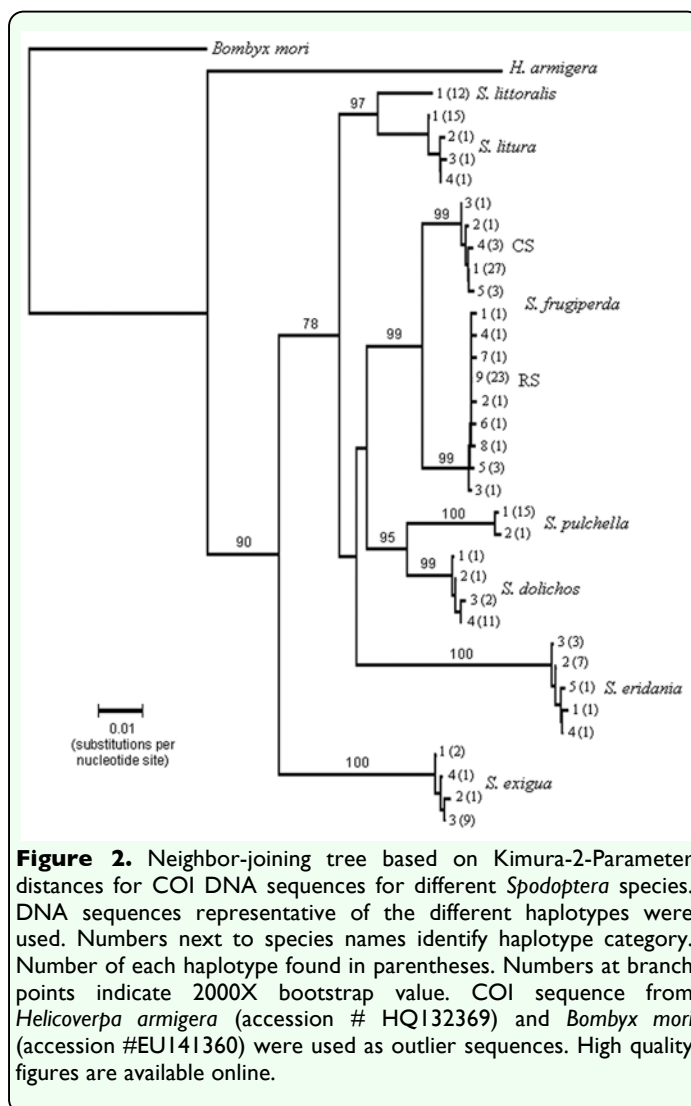 Bombyx mori
H. armigera
97
1 (12) S. littoralis
1 (15)
2 (1)
S. litura
3 (1)
4 (1)
3 (1)
99
2 (1)
4 (3) CS
1 (27)
5 (3)
S. frugiperda
1 (1)
78
99
4 (1)
7 (1)
9 (23) RS
2 (1)
6 (1)
8 (1)
99
5 (3)
3 (1)
100
1 (15)
S. pulchella
2 (1)
95
90
99
1 (1)
2 (1)
S. dolichos
3 (2)
4 (11)
3 (3)
100
2 (7)
5 (1) S. eridania
1 (1)
4 (1)
0.01
(substitutions per
nucleotide site)
1 (2)
100
4 (1)
S. exigua
2 (1)
3 (9)
Figure 2. Neighbor-joining tree based on Kimura-2-Parameter
distances for COI DNA sequences for different Spodoptera species.
DNA sequences representative of the different haplotypes were
used. Numbers next to species names identify haplotype category.
Number of each haplotype found in parentheses. Numbers at branch
points indicate 2000X bootstrap value. COI sequence from
Helicoverpa armigera (accession # HQ132369) and Bombyx mori
(accession #EU141360) were used as outlier sequences. High quality
figures are available online.